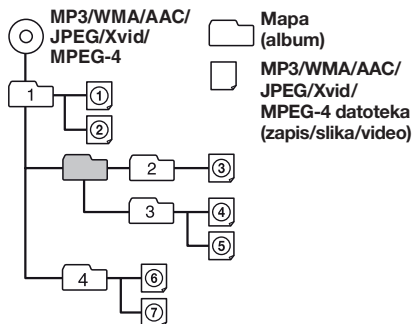 MP3/WMA/AAC/
JPEG/Xvid/
MPEG-4
Mapa
(album)
MP3/WMA/AAC/
JPEG/Xvid/
MPEG-4 datoteka
(zapis/slika/video)
1
①
②
2
③
3
④
⑤
4
⑥
⑦